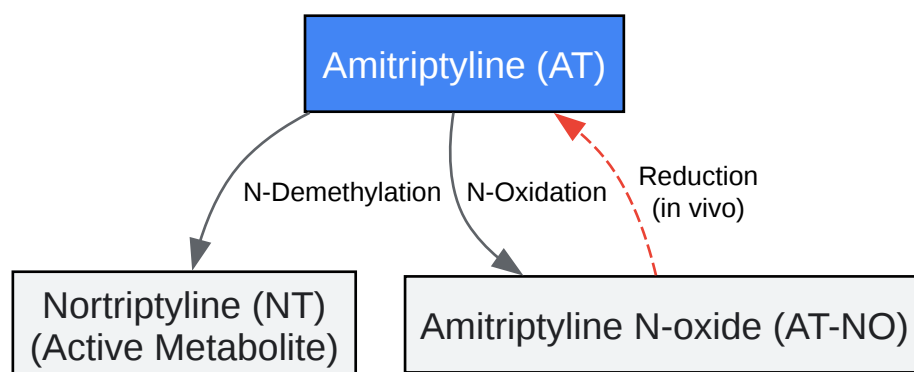 Amitriptyline (AT)
N-Demethylation
N-Oxidation
Reduction
(in vivo)
Nortriptyline (NT)
(Active Metabolite)
Amitriptyline N-oxide (AT-NO)